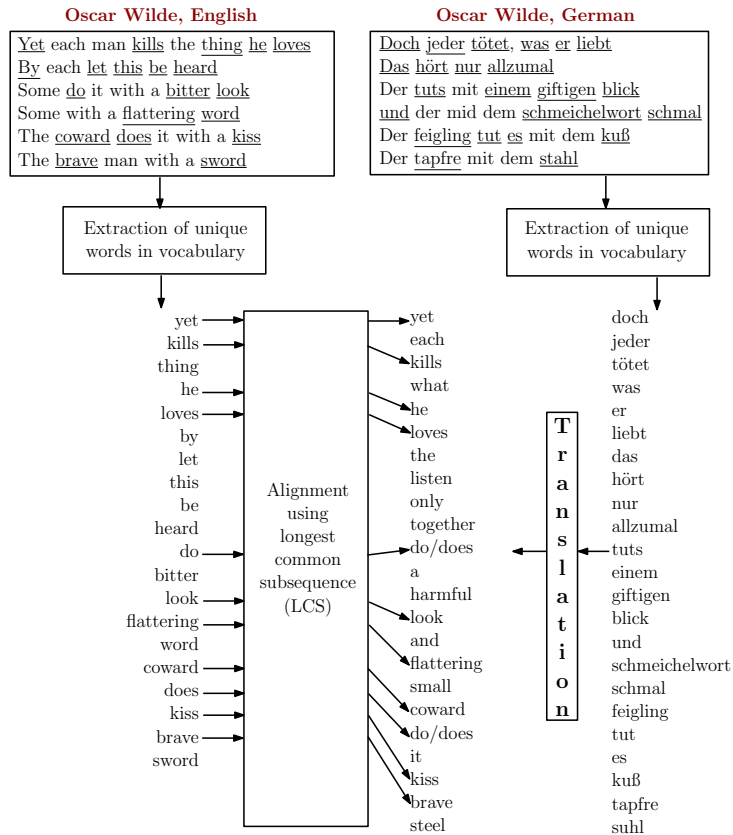 Oscar Wilde, English
Yet each man kills the thing he loves
By each let this be heard
Some do it with a bitter look
Some with a flattering word
The coward does it with a kiss
The brave man with a sword
Oscar Wilde, German
Doch jeder tötet, was er liebt
Das hört nur allzumal
Der tuts mit einem giftigen blick
und der mid dem schmeichelwort schmal
Der feigling tut es mit dem kuß
Der tapfre mit dem stahl
Extraction of unique
words in vocabulary
Extraction of unique
words in vocabulary
yet
kills
thing
he
loves
by
let
this
be
heard
do
bitter
look
flattering
word
coward
does
kiss
brave
sword
Alignment
using
longest
common
subsequence
(LCS)
yet
each
kills
what
he
loves
the
listen
only
together
do/does
a
harmful
look
and
flattering
small
coward
do/does
it
kiss
brave
steel
Translation
doch
jeder
tötet
was
er
liebt
das
hört
nur
allzumal
tuts
einem
giftigen
blick
und
schmeichelwort
schmal
feigling
tut
es
kuß
tapfre
suhl